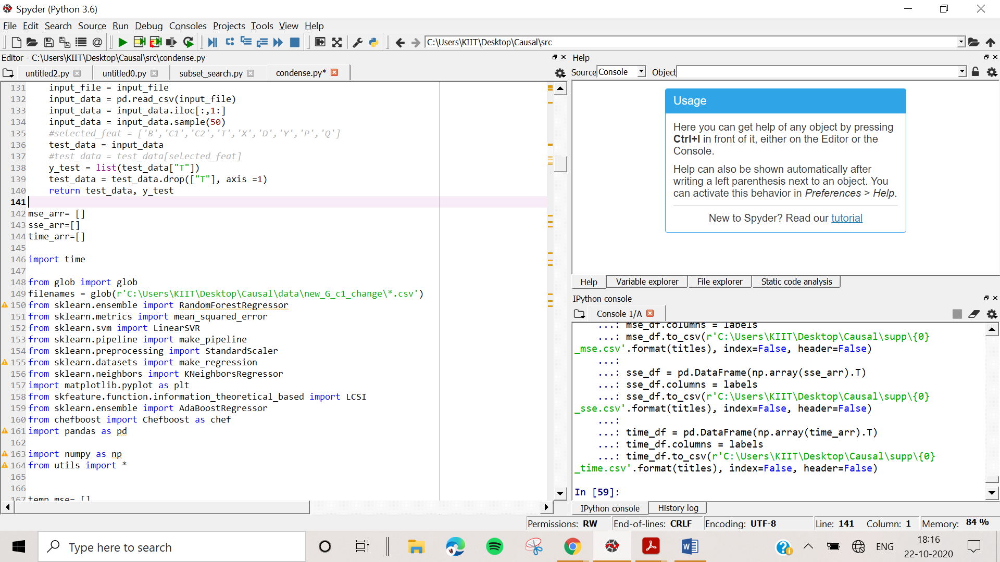 Spyder (Python 3.6)
File Edit Search Source Run Debug Consoles Projects Tools View Help
C:\Users\KIIT\Desktop\Causal\src
Editor - C:\Users\KIIT\Desktop\Causal\src\condense.py
untitled2.py untitled0.py subset_search.py condense.py*
131 input_file = input_file
132 input_data = pd.read_csv(input_file)
133 input_data = input_data.iloc[:,1:]
134 input_data = input_data.sample(50)
135 #selected_feat = ['B','C1','C2','T','X','D','Y','P','Q']
136 test_data = input_data
137 #test_data = test_data[selected_feat]
138 y_test = list(test_data["T"])
139 test_data = test_data.drop(["T"], axis =1)
140 return test_data, y_test
141
142 mse_arr= []
143 sse_arr=[]
144 time_arr=[]
145
146 import time
147
148 from glob import glob
149 filenames = glob(r'C:\Users\KIIT\Desktop\Causal\data\new_G_c1_change\*.csv')
150 from sklearn.ensemble import RandomForestRegressor
151 from sklearn.metrics import mean_squared_error
152 from sklearn.svm import LinearSVR
153 from sklearn.pipeline import make_pipeline
154 from sklearn.preprocessing import StandardScaler
155 from sklearn.datasets import make_regression
156 from sklearn.neighbors import KNeighborsRegressor
157 import matplotlib.pyplot as plt
158 from skfeature.function.information_theoretical_based import LCSI
159 from sklearn.ensemble import AdaBoostRegressor
160 from chefboost import Chefboost as chef
161 import pandas as pd
162
163 import numpy as np
164 from utils import *
165
166
167 temp_mse= []
Help
Source Console Object
Usage
Here you can get help of any object by pressing
Ctrl+I in front of it, either on the Editor or the
Console.
Help can also be shown automatically after
writing a left parenthesis next to an object. You
can activate this behavior in Preferences > Help.
New to Spyder? Read our tutorial
Help Variable explorer File explorer Static code analysis
IPython console
Console 1/A
...: mse_df.columns = labels
...: mse_df.to_csv(r'C:\Users\KIIT\Desktop\Causal\supp\{0}
_mse.csv'.format(titles), index=False, header=False)
...:
...: sse_df = pd.DataFrame(np.array(sse_arr).T)
...: sse_df.columns = labels
...: sse_df.to_csv(r'C:\Users\KIIT\Desktop\Causal\supp\{0}
_sse.csv'.format(titles), index=False, header=False)
...:
...: time_df = pd.DataFrame(np.array(time_arr).T)
...: time_df.columns = labels
...: time_df.to_csv(r'C:\Users\KIIT\Desktop\Causal\supp\{0}
_time.csv'.format(titles), index=False, header=False)
In [59]:
IPython console History log
Permissions: RW End-of-lines: CRLF Encoding: UTF-8 Line: 141 Column: 1 Memory: 84 %
Type here to search
ENG
18:16
22-10-2020